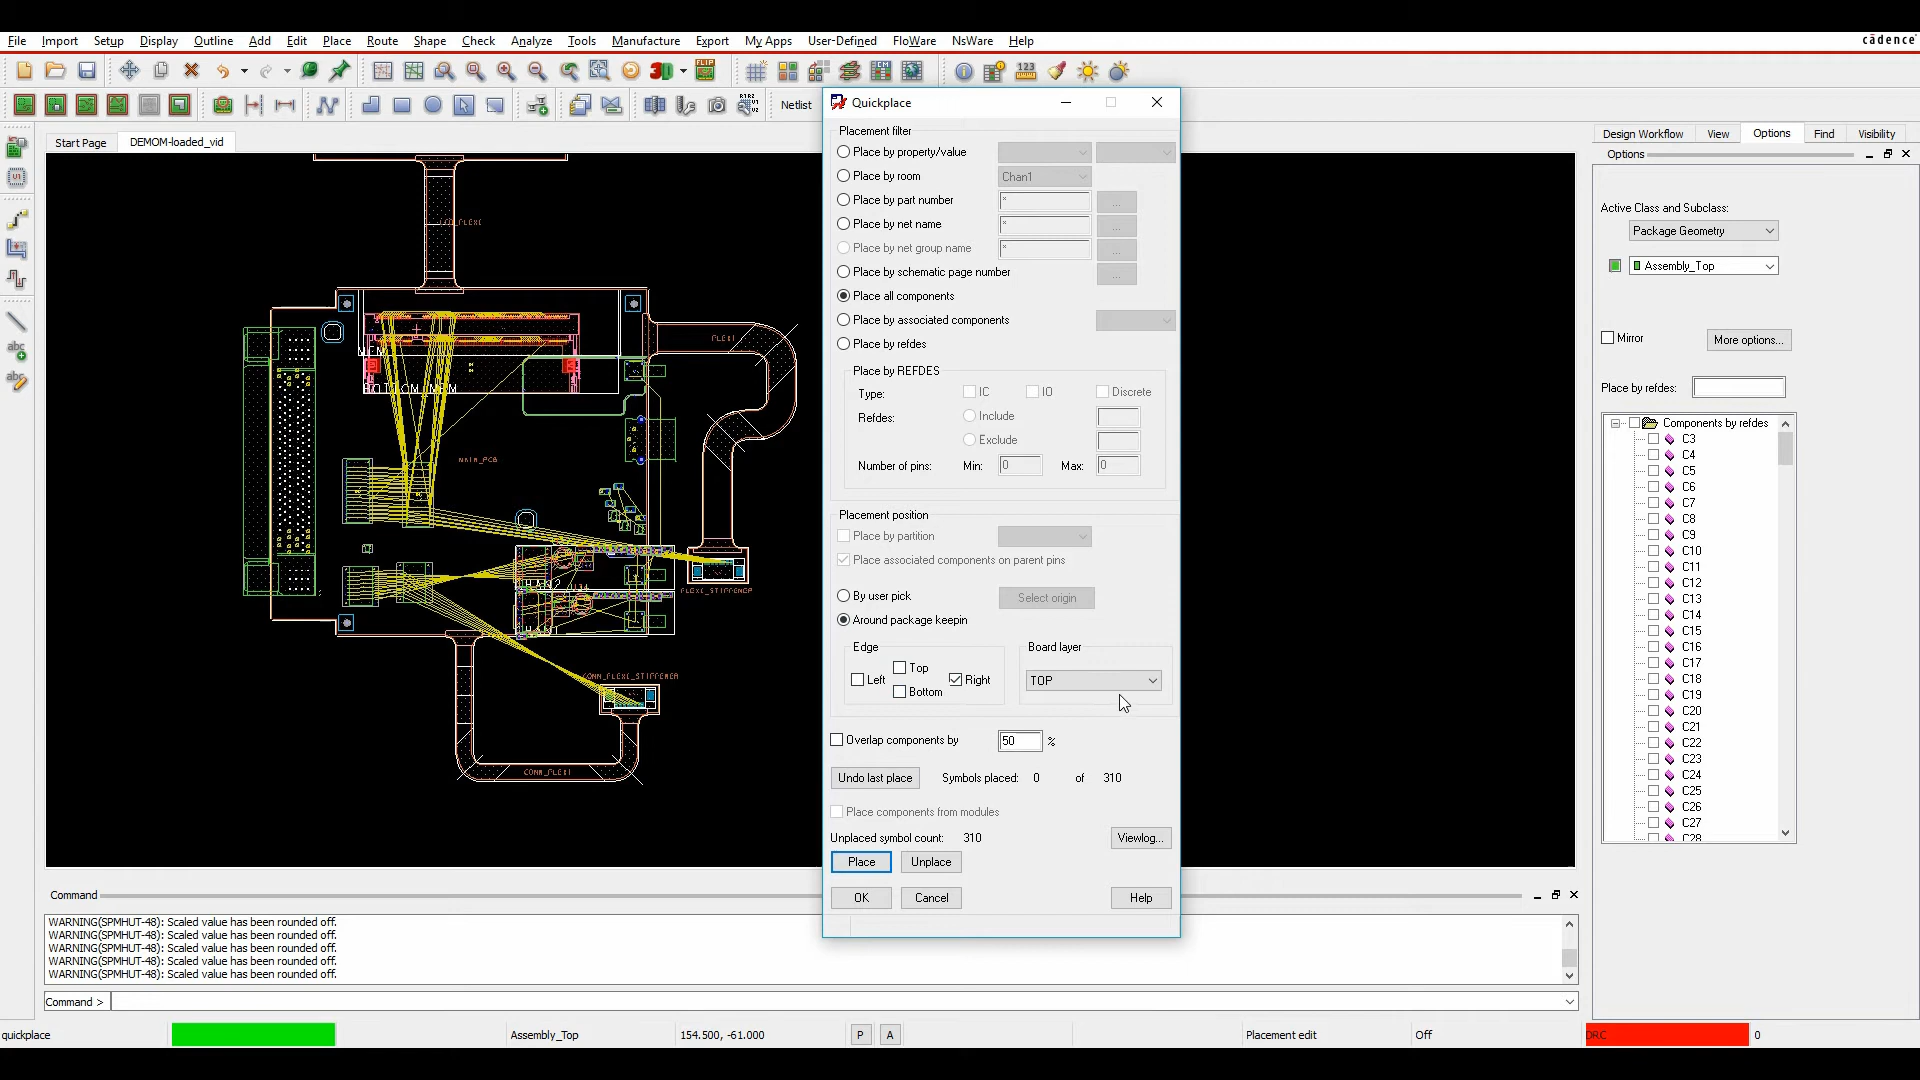 File Import Setup Display Outline Add Edit Place Route Shape Check Analyze Tools Manufacture Export My Apps User-Defined FloWare NsWare Help
cādence
3D
FLIP
CM
123
Netlist
Quickplace
Start Page
DEMOM-loaded_vid
Design Workflow View Options Find Visibility
Options
Placement filter
Place by property/value
Place by room Chan1
Place by part number *
...
Place by net name *
...
Place by net group name *
...
Place by schematic page number
...
Place all components
Place by associated components
Place by refdes
Place by REFDES
Type: IC IO Discrete
Refdes: Include
Exclude
Number of pins: Min: 0 Max: 0
Placement position
Place by partition
Place associated components on parent pins
By user pick Select origin
Around package keepin
Edge
Board layer
Top
Left
Right
Bottom
TOP
Overlap components by 50 %
Undo last place Symbols placed: 0 of 310
Place components from modules
Unplaced symbol count: 310 Viewlog...
Place Unplace
OK Cancel Help
Active Class and Subclass:
Package Geometry
Assembly_Top
Mirror More options...
Place by refdes:
Components by refdes
C3
C4
C5
C6
C7
C8
C9
C10
C11
C12
C13
C14
C15
C16
C17
C18
C19
C20
C21
C22
C23
C24
C25
C26
C27
C28
FLEX1
MAIN_PCB
CONN_FLEX1_STIFFENER
CONN_FLEX1
Command
WARNING(SPMHUT-48): Scaled value has been rounded off.
WARNING(SPMHUT-48): Scaled value has been rounded off.
WARNING(SPMHUT-48): Scaled value has been rounded off.
WARNING(SPMHUT-48): Scaled value has been rounded off.
WARNING(SPMHUT-48): Scaled value has been rounded off.
Command >
quickplace Assembly_Top 154.500, -61.000 P A Placement edit Off DRC 0